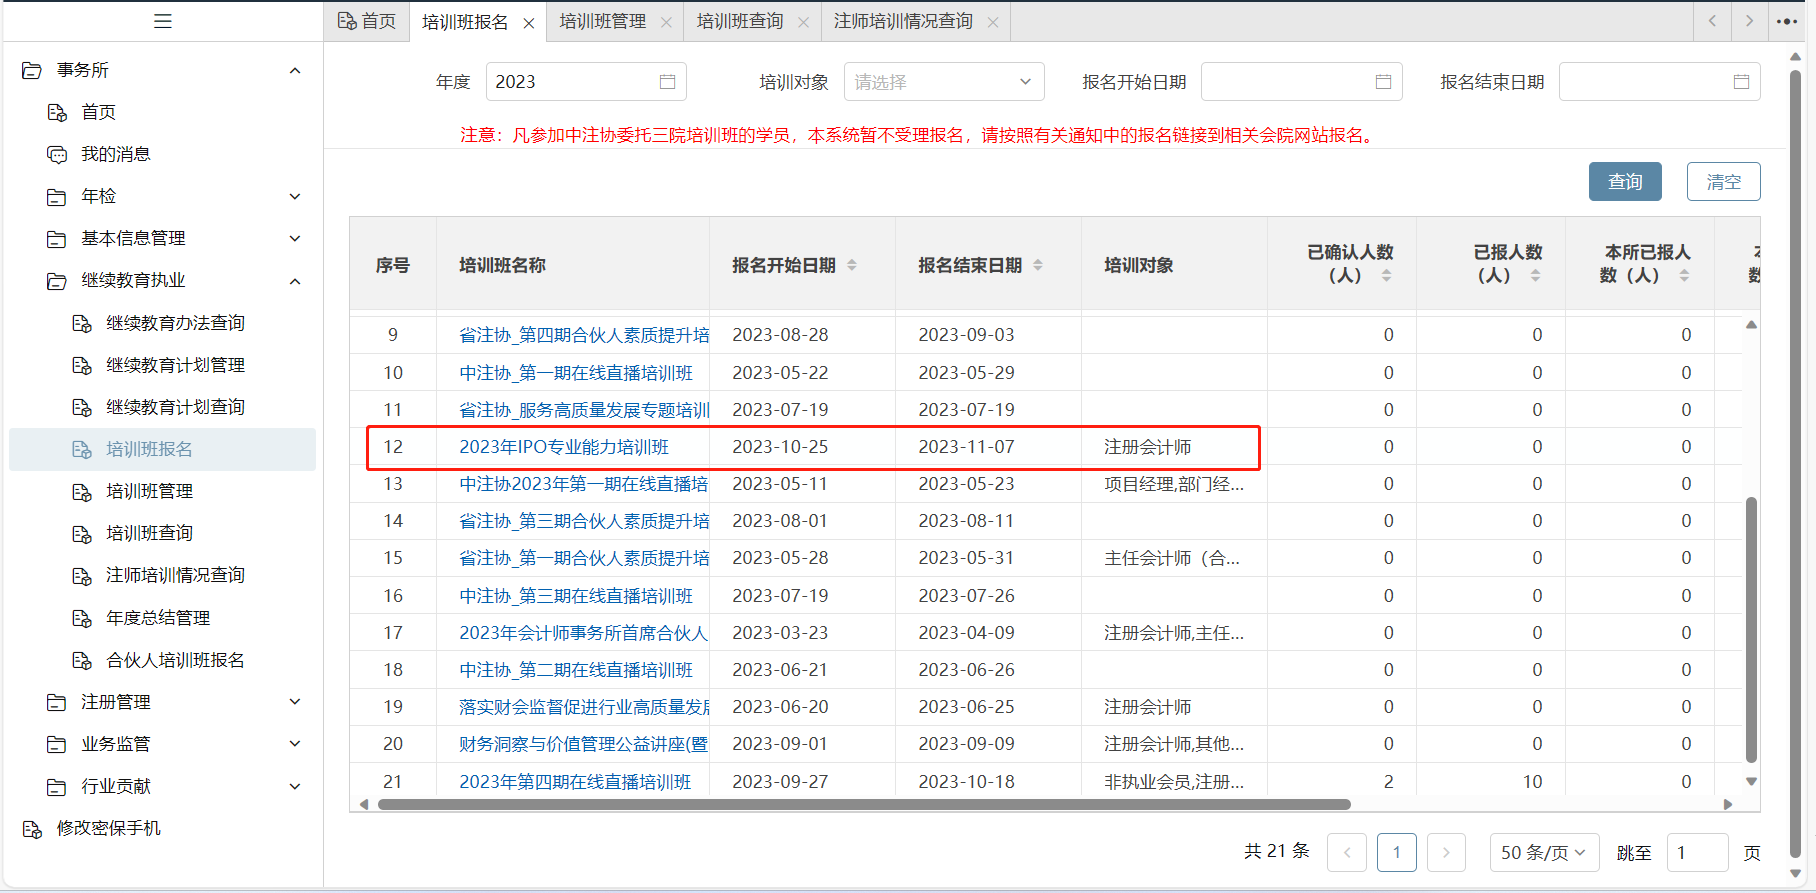 首页
培训班报名
培训班管理
培训班查询
注师培训情况查询
事务所
首页
我的消息
年检
基本信息管理
继续教育执业
继续教育办法查询
继续教育计划管理
继续教育计划查询
培训班报名
培训班管理
培训班查询
注师培训情况查询
年度总结管理
合伙人培训班报名
注册管理
业务监管
行业贡献
修改密保手机
年度 2023
培训对象 请选择
报名开始日期
报名结束日期
注意：凡参加中注协委托三院培训班的学员，本系统暂不受理报名，请按照有关通知中的报名链接到相关会院网站报名。
查询 清空
序号 培训班名称 报名开始日期 报名结束日期 培训对象 已确认人数（人） 已报人数（人） 本所已报人数（人）
9 省注协_第四期合伙人素质提升培 2023-08-28 2023-09-03 0 0 0
10 中注协_第一期在线直播培训班 2023-05-22 2023-05-29 0 0 0
11 省注协_服务高质量发展专题培训 2023-07-19 2023-07-19 0 0 0
12 2023年IPO专业能力培训班 2023-10-25 2023-11-07 注册会计师 0 0 0
13 中注协2023年第一期在线直播培 2023-05-11 2023-05-23 项目经理,部门经... 0 0 0
14 省注协_第三期合伙人素质提升培 2023-08-01 2023-08-11 0 0 0
15 省注协_第一期合伙人素质提升培 2023-05-28 2023-05-31 主任会计师（合... 0 0 0
16 中注协_第三期在线直播培训班 2023-07-19 2023-07-26 0 0 0
17 2023年会计师事务所首席合伙人 2023-03-23 2023-04-09 注册会计师,主任... 0 0 0
18 中注协_第二期在线直播培训班 2023-06-21 2023-06-26 0 0 0
19 落实财会监督促进行业高质量发 2023-06-20 2023-06-25 注册会计师 0 0 0
20 财务洞察与价值管理公益讲座(暨 2023-09-01 2023-09-09 注册会计师,其他... 0 0 0
21 2023年第四期在线直播培训班 2023-09-27 2023-10-18 非执业会员,注册... 2 10 0
共 21 条 1 50 条/页 跳至 1 页